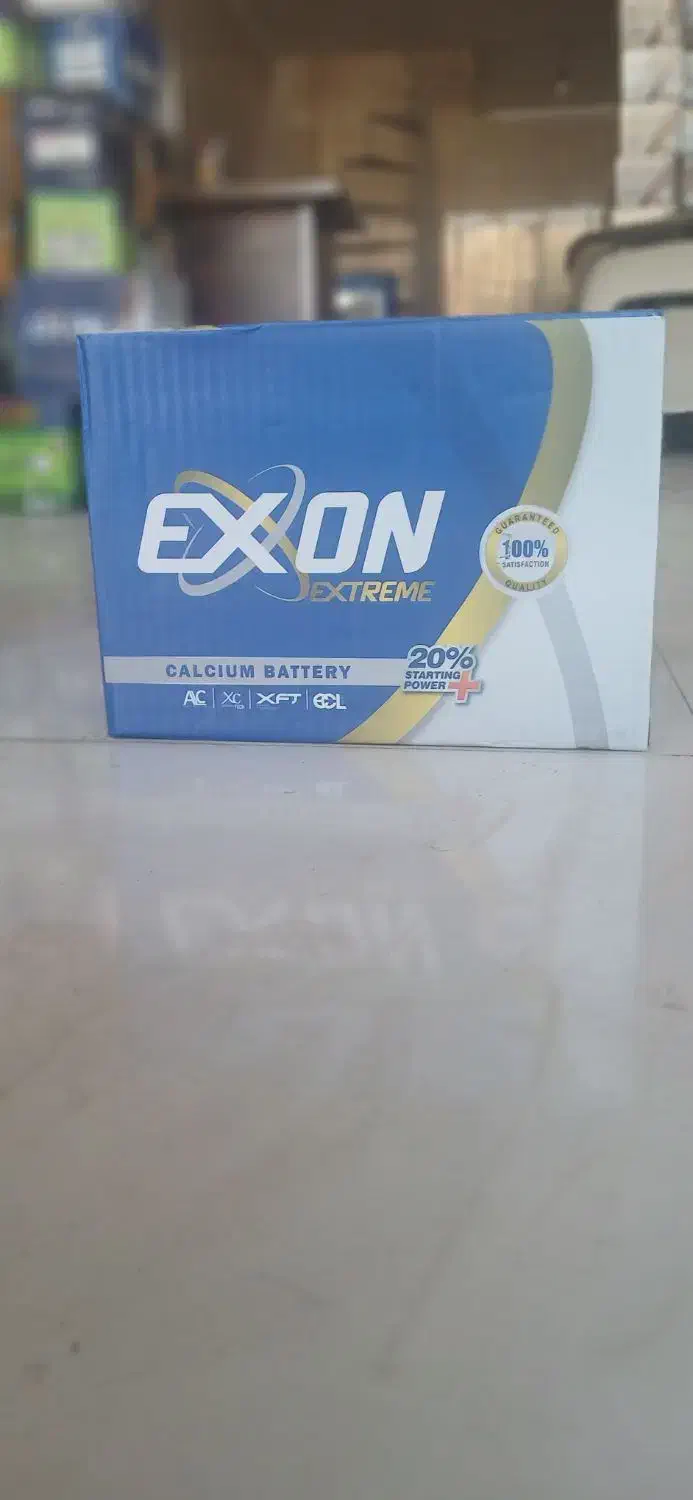 EXON
EXTREME
GUARANTEED
100%
SATISFACTION
QUALITY
CALCIUM BATTERY
20%
STARTING
POWER +
AC XC XFT ECL